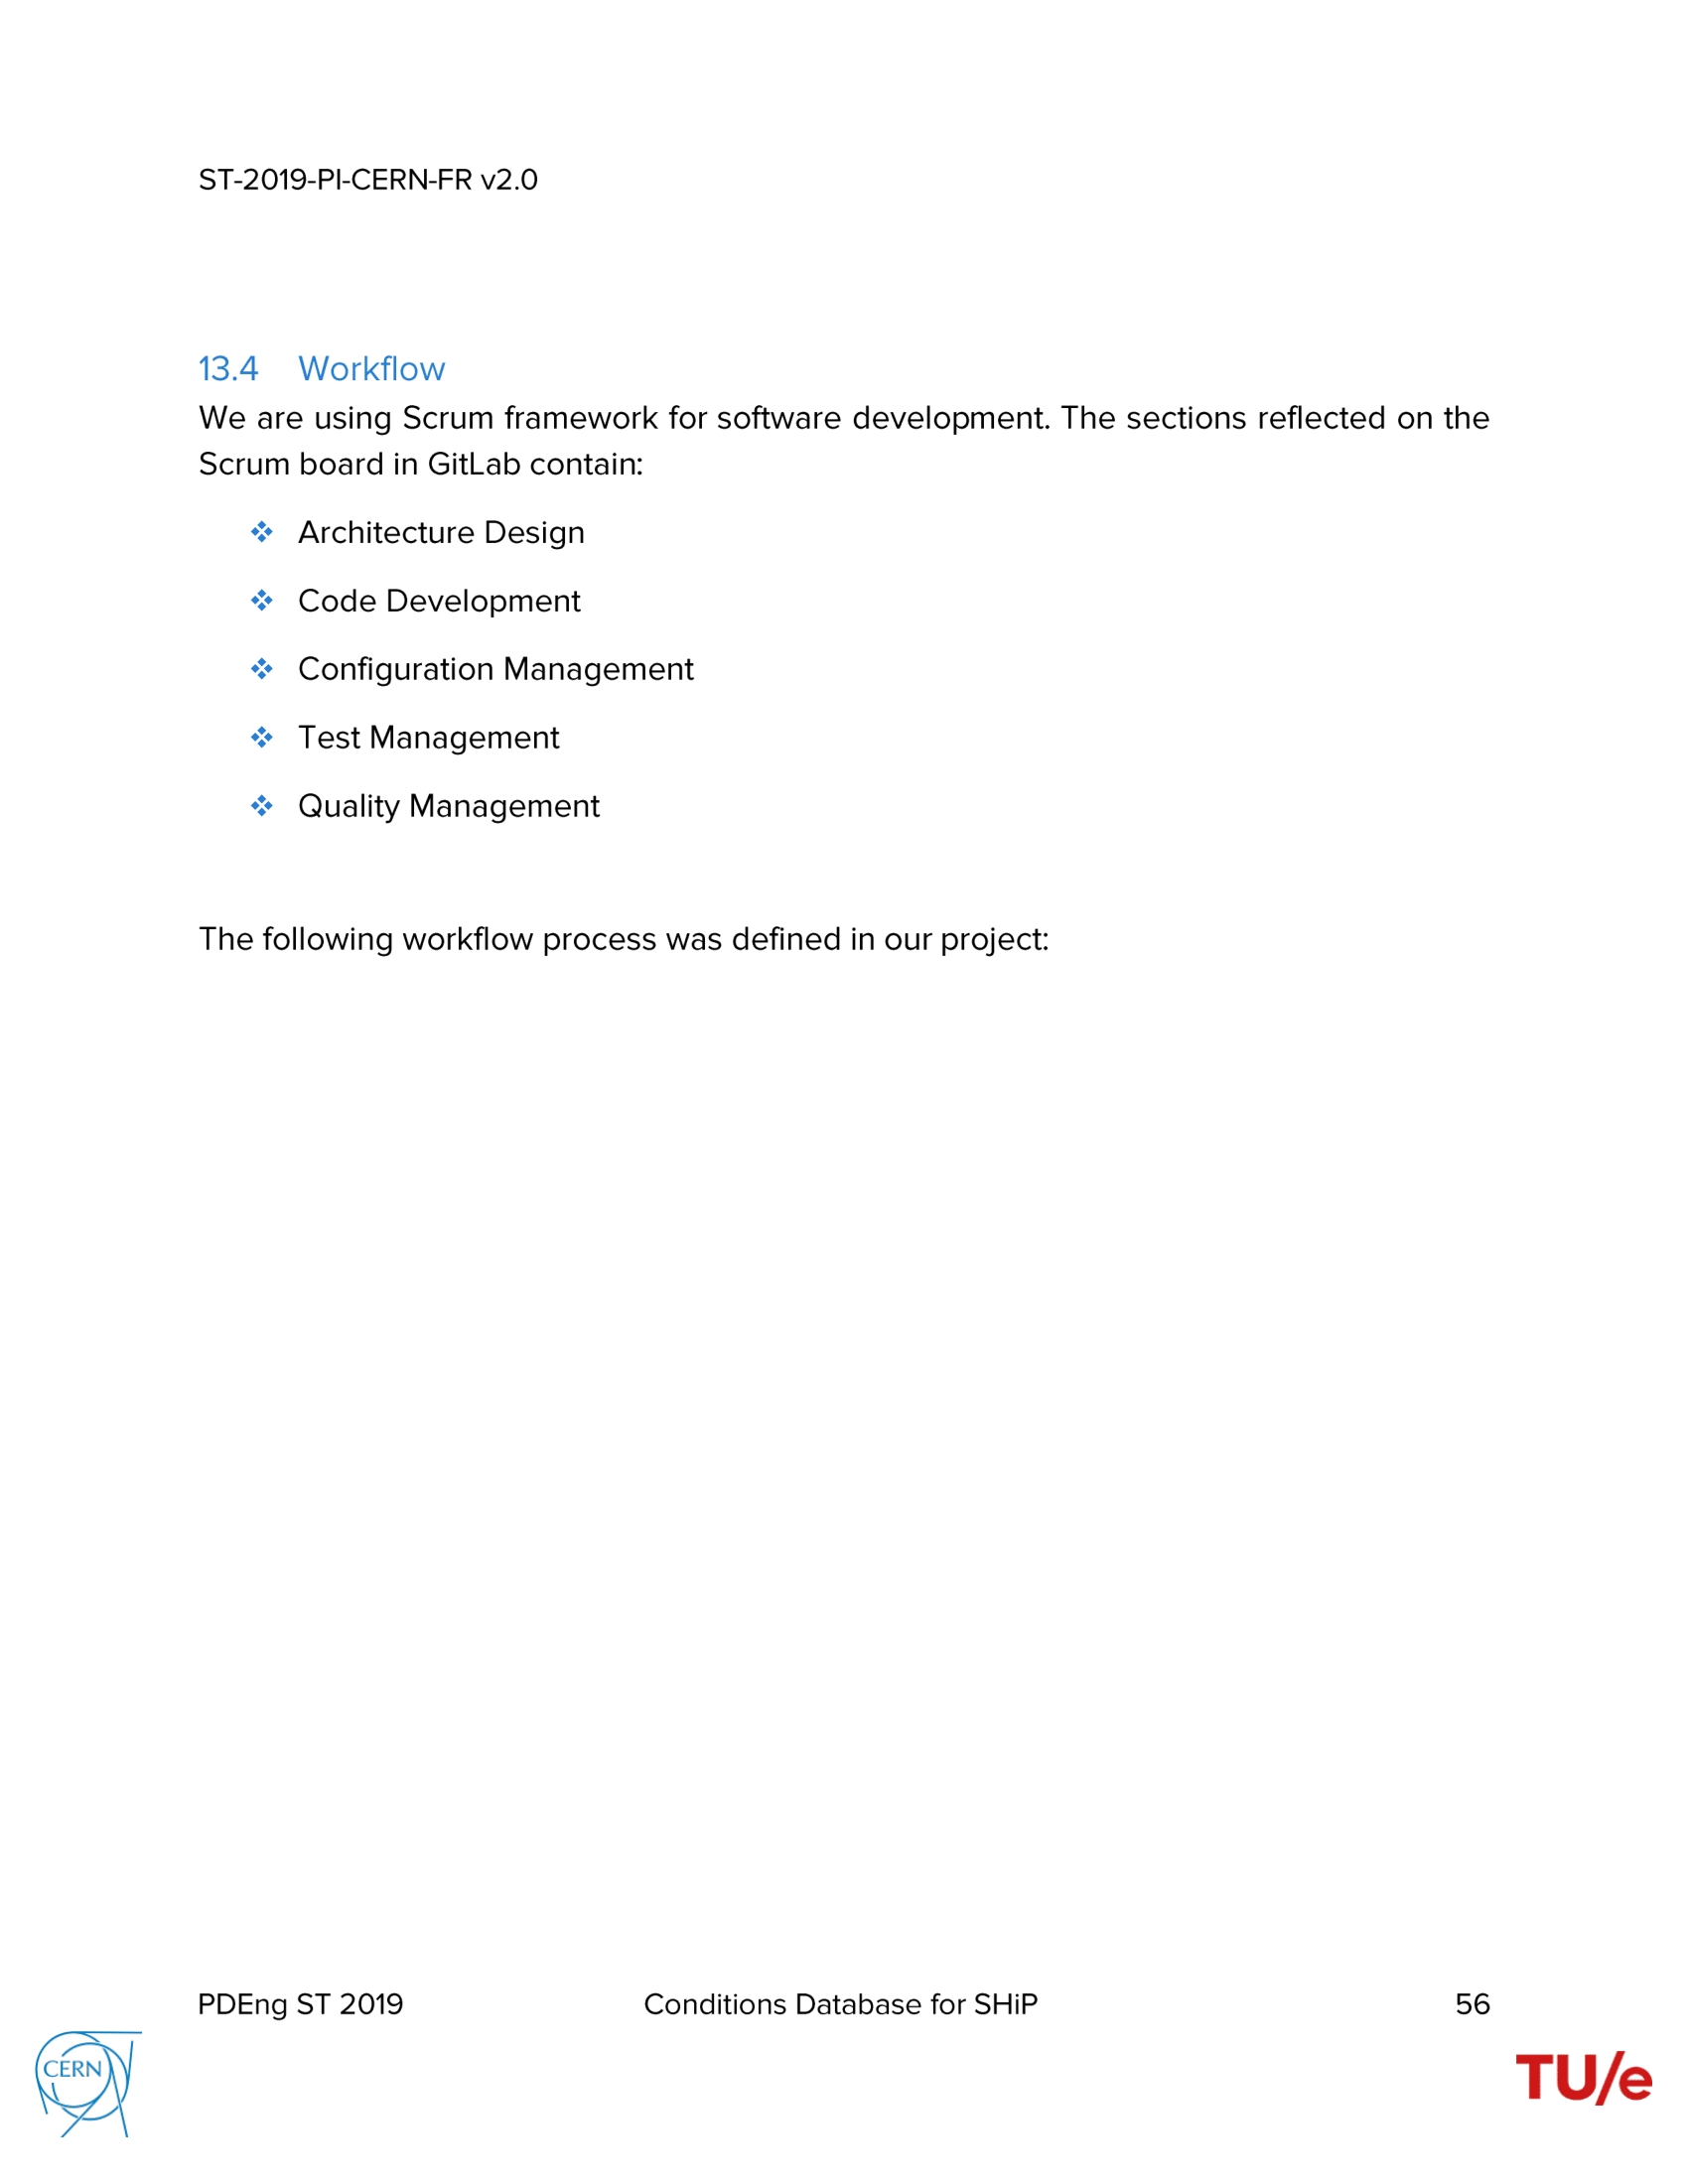 ST-2019-PI-CERN-FR v2.0
13.4 Workflow
We are using Scrum framework for software development. The sections reflected on the
Scrum board in GitLab contain:
❖ Architecture Design
❖ Code Development
❖ Configuration Management
❖ Test Management
❖ Quality Management
The following workflow process was defined in our project:
PDEng ST 2019 Conditions Database for SHiP 56
CERN
TU/e